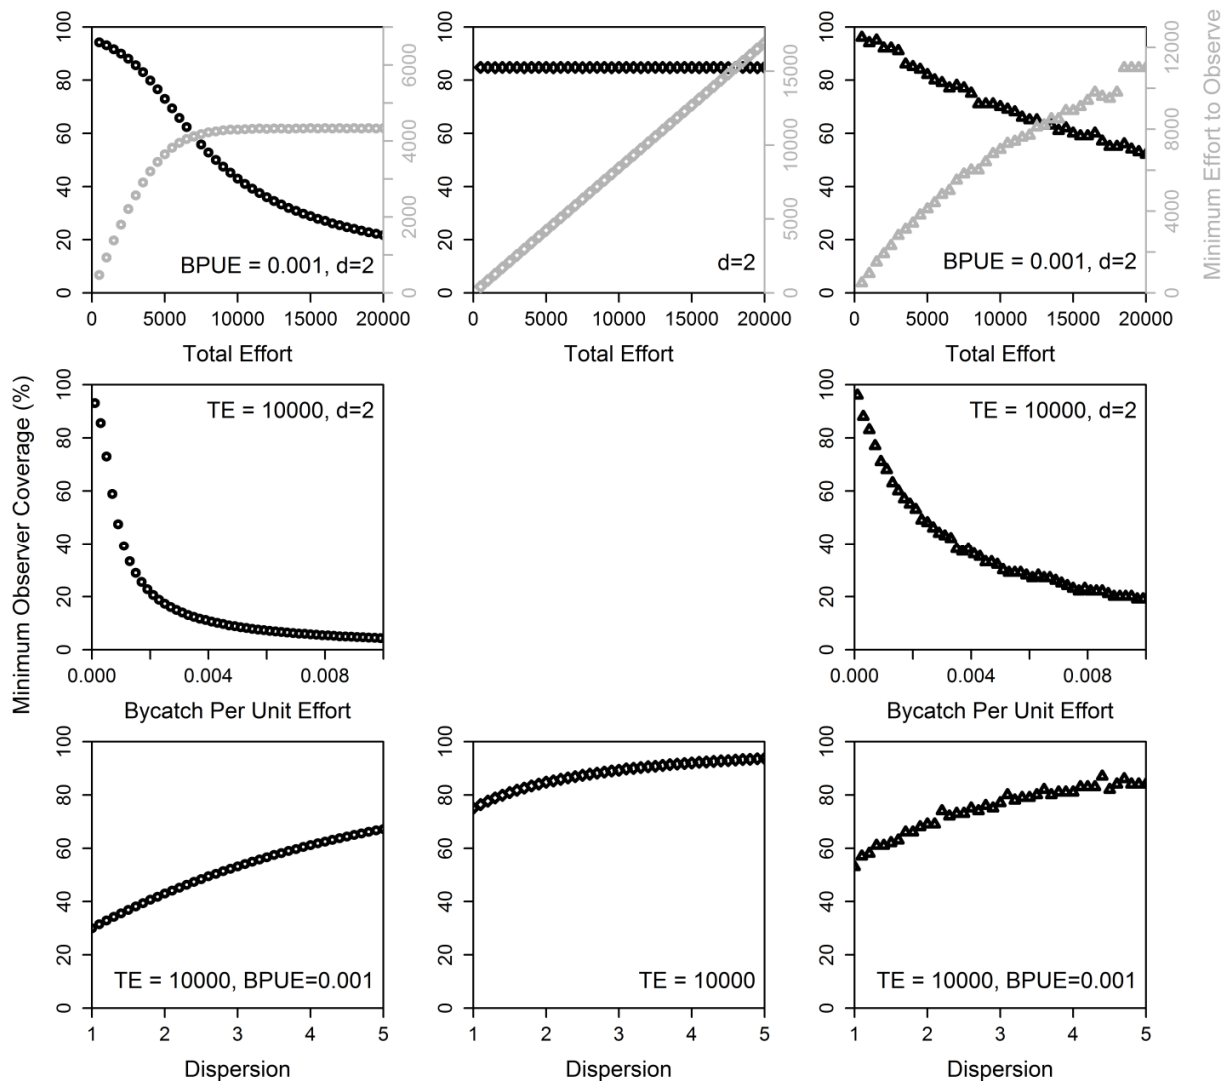 0 20 40 60 80 100
0 2000 4000 6000
BPUE = 0.001, d=2
0 5000 10000 15000 20000
Total Effort
0 20 40 60 80 100
0 5000 10000 15000
d=2
0 5000 10000 15000 20000
Total Effort
0 20 40 60 80 100
0 4000 8000 12000
BPUE = 0.001, d=2
0 5000 10000 15000 20000
Total Effort
Minimum Effort to Observe
Minimum Observer Coverage (%)
0 20 40 60 80 100
TE = 10000, d=2
0.000 0.004 0.008
Bycatch Per Unit Effort
0 20 40 60 80 100
TE = 10000, d=2
0.000 0.004 0.008
Bycatch Per Unit Effort
0 20 40 60 80 100
TE = 10000, BPUE=0.001
1 2 3 4 5
Dispersion
0 20 40 60 80 100
TE = 10000
1 2 3 4 5
Dispersion
0 20 40 60 80 100
TE = 10000, BPUE=0.001
1 2 3 4 5
Dispersion